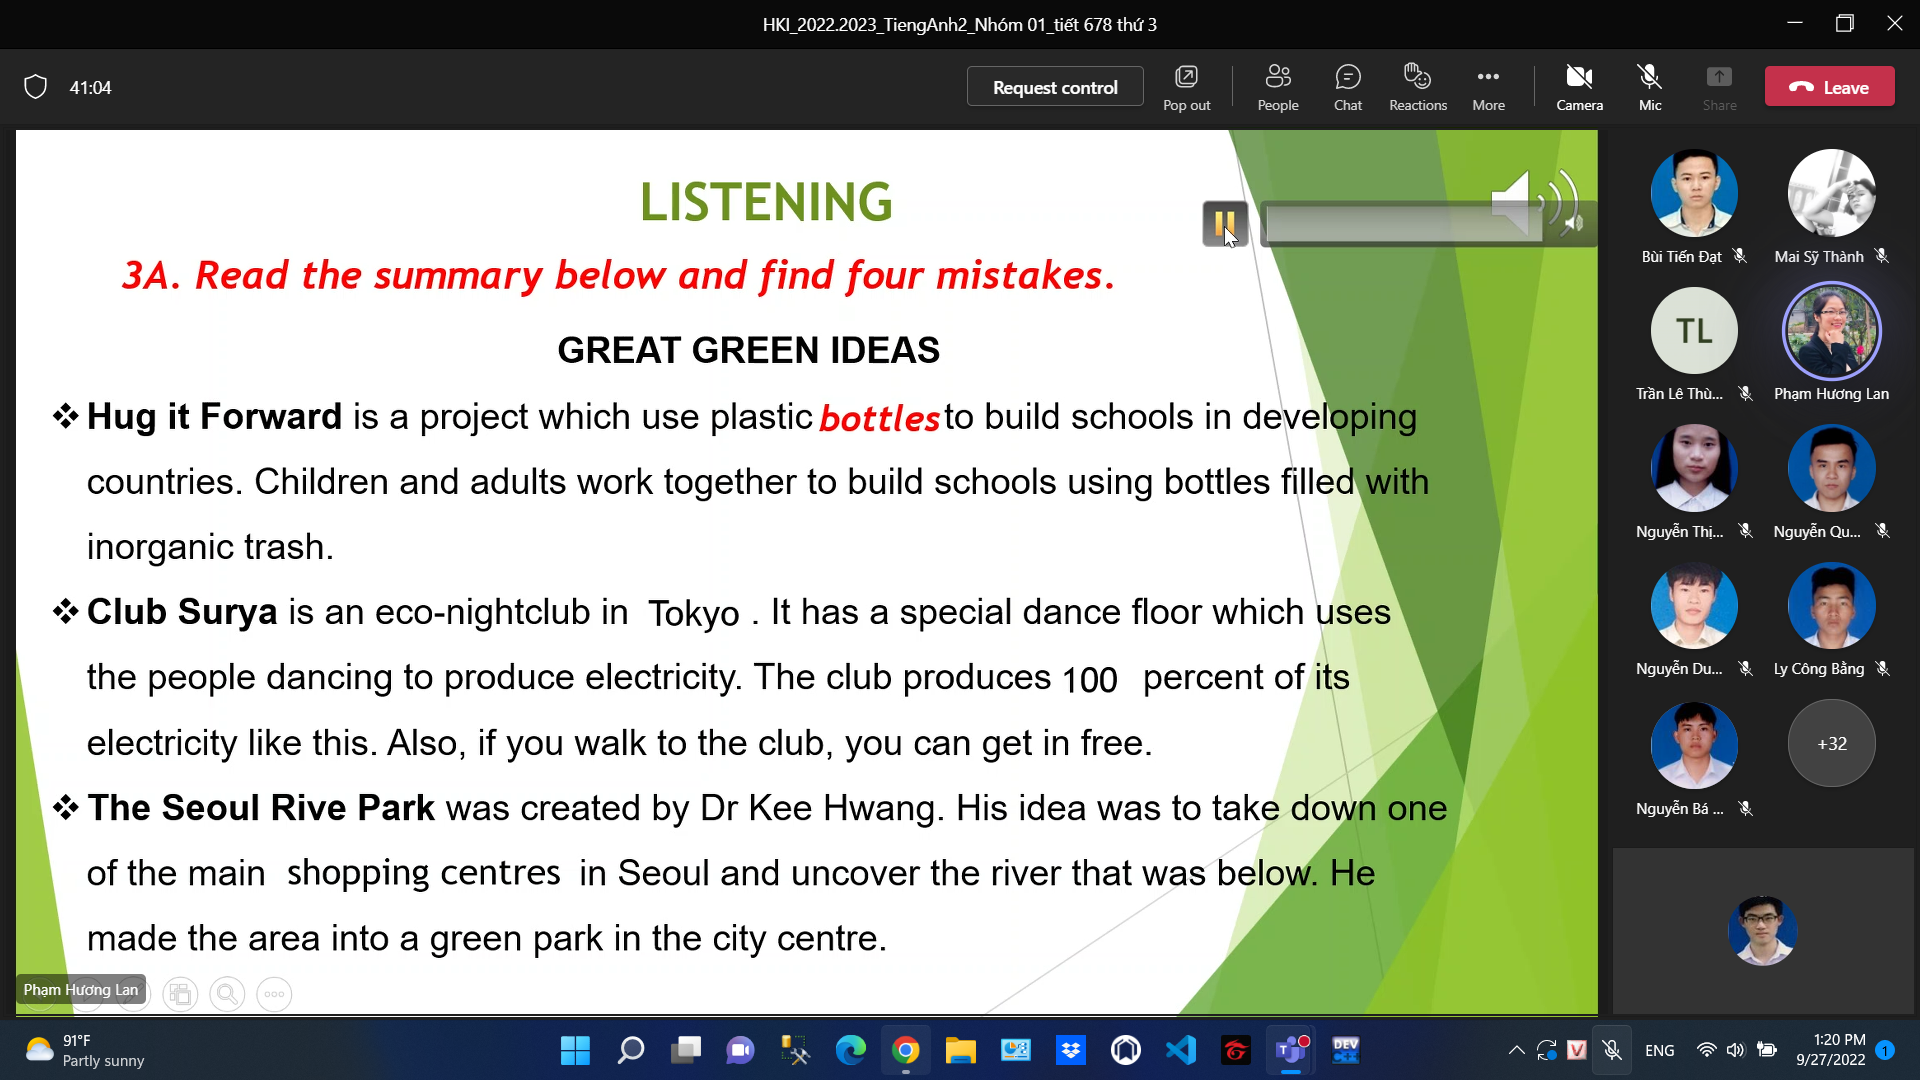 HKI_2022.2023_TiengAnh2_Nhóm 01_tiết 678 thứ 3
41:04
Request control
Pop out
People
Chat
Reactions
More
Camera
Mic
Share
Leave
LISTENING
3A. Read the summary below and find four mistakes.
GREAT GREEN IDEAS
❖ Hug it Forward is a project which use plastic bottles to build schools in developing
countries. Children and adults work together to build schools using bottles filled with
inorganic trash.
❖ Club Surya is an eco-nightclub in Tokyo . It has a special dance floor which uses
the people dancing to produce electricity. The club produces 100 percent of its
electricity like this. Also, if you walk to the club, you can get in free.
❖ The Seoul Rive Park was created by Dr Kee Hwang. His idea was to take down one
of the main shopping centres in Seoul and uncover the river that was below. He
made the area into a green park in the city centre.
Phạm Hương Lan
Bùi Tiến Đạt
Mai Sỹ Thành
TL
Trần Lê Thù...
Phạm Hương Lan
Nguyễn Thị...
Nguyễn Qu...
Nguyễn Du...
Ly Công Bằng
Nguyễn Bá ...
+32
91°F
Partly sunny
T
DEV
C++
V
ENG
1:20 PM
9/27/2022
1